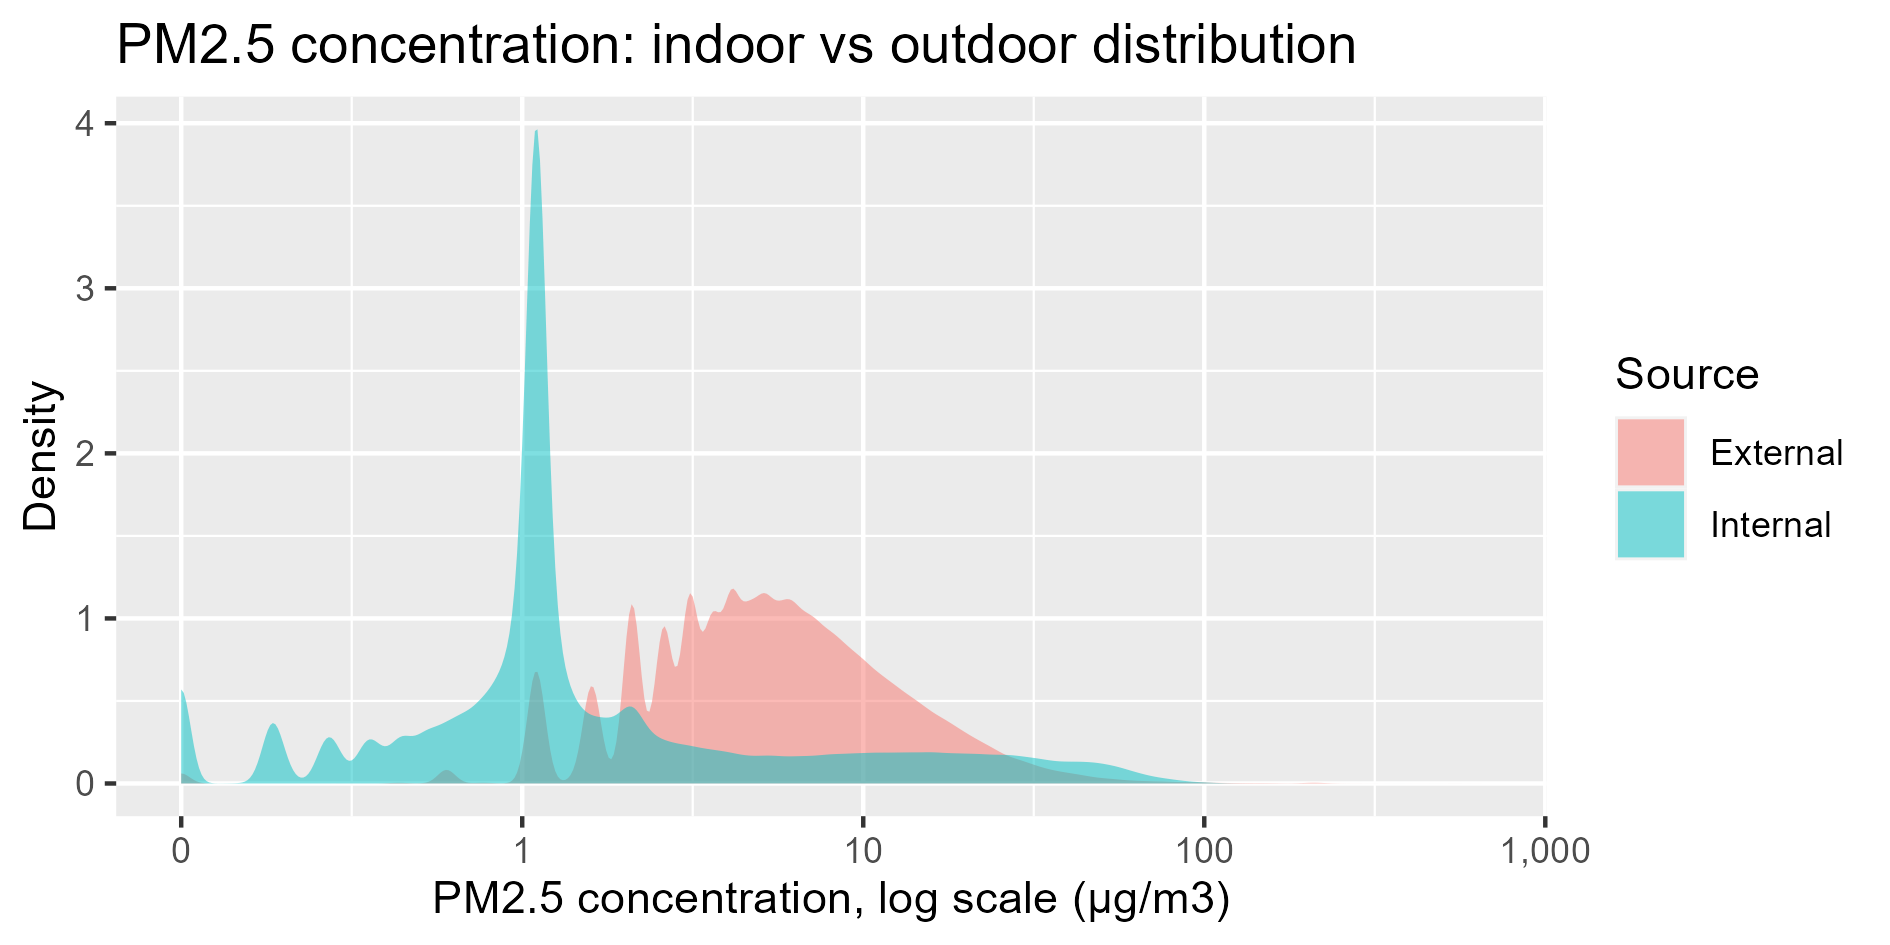 PM2.5 concentration: indoor vs outdoor distribution
4
3
2
1
0
Density
0 1 10 100 1,000
PM2.5 concentration, log scale (µg/m3)
Source
External
Internal